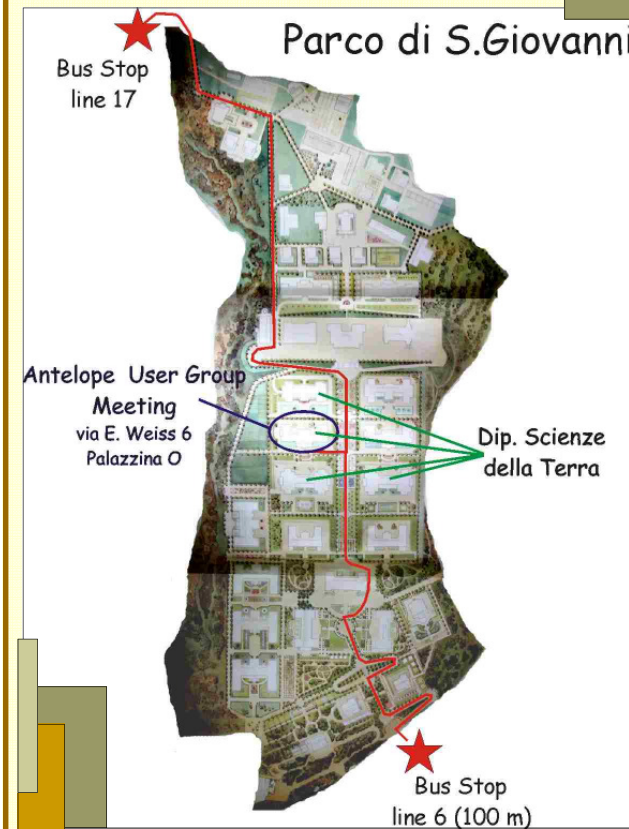 Parco di S.Giovanni
Bus Stop
line 17
Antelope User Group
Meeting
via E. Weiss 6
Palazzina O
Dip. Scienze
della Terra
Bus Stop
line 6 (100 m)